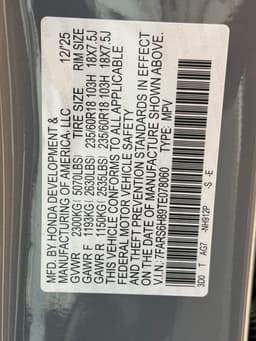 MFD. BY HONDA DEVELOPMENT & 12/25
MANUFACTURING OF AMERICA, LLC.
TIRE SIZE RIM SIZE
GVWR 2300KG( 5070LBS)
GAWR F 1193KG( 2630LBS) 235/60R18 103H 18X7.5J
GAWR R 1150KG( 2535LBS) 235/60R18 103H 18X7.5J
THIS VEHICLE CONFORMS TO ALL APPLICABLE
FEDERAL MOTOR VEHICLE SAFETY
AND THEFT PREVENTION STANDARDS IN EFFECT
ON THE DATE OF MANUFACTURE SHOWN ABOVE.
V.I.N.: 7FARS6H89TE078060 TYPE: MPV
300 T AG7 -NH912P -S -E